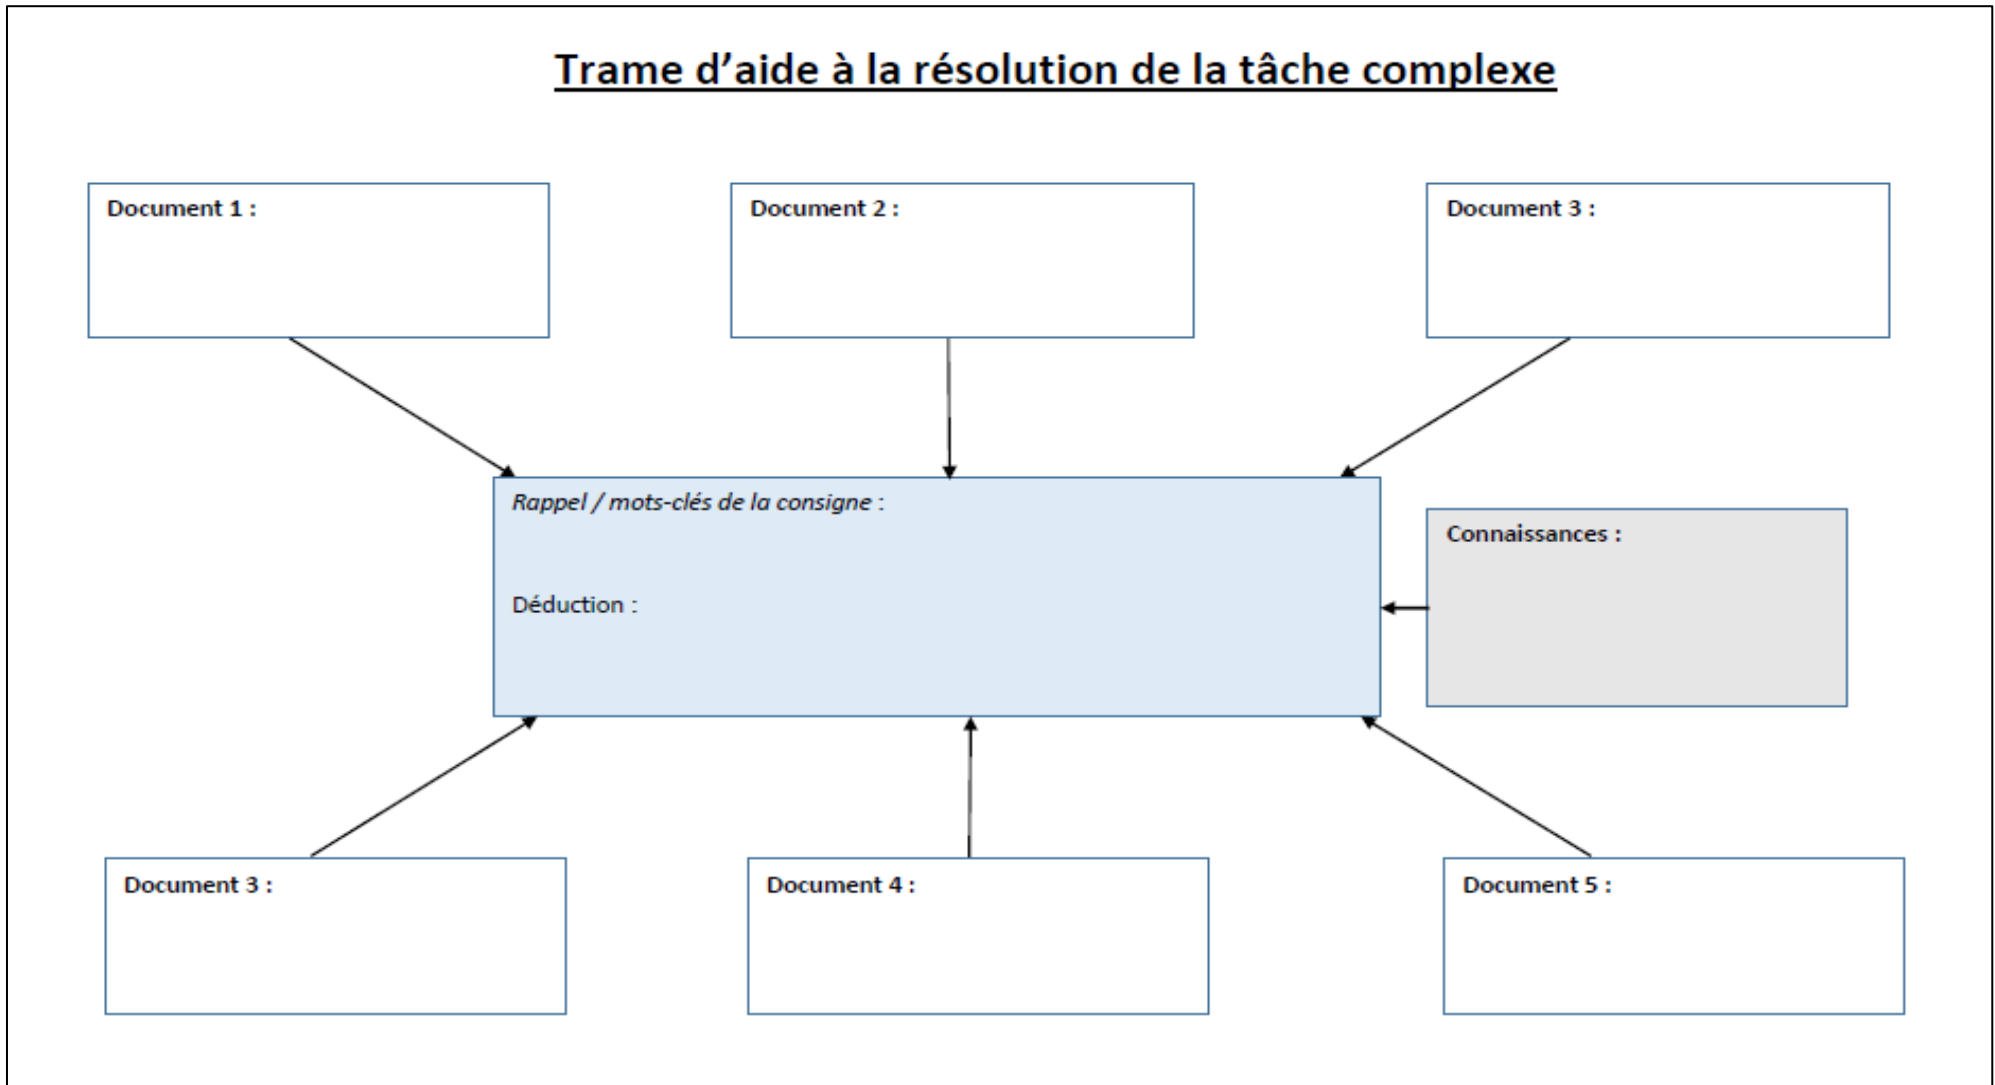 Trame d’aide à la résolution de la tâche complexe
Document 1 :
Document 2 :
Document 3 :
Rappel / mots-clés de la consigne :
Déduction :
Connaissances :
Document 3 :
Document 4 :
Document 5 :